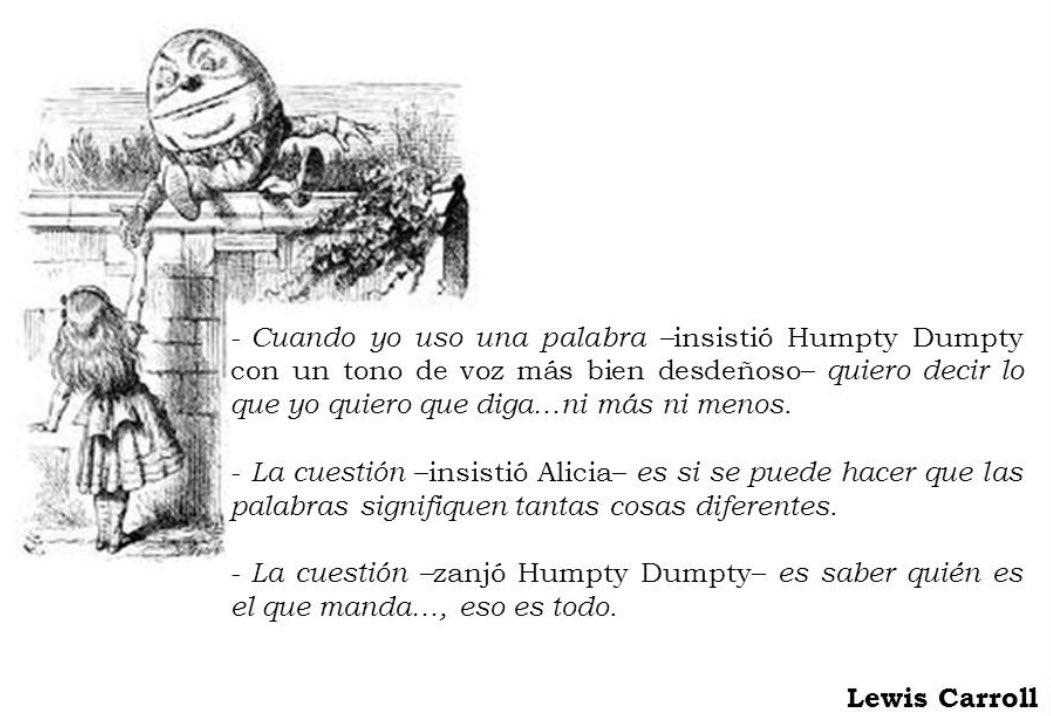 - Cuando yo uso una palabra –insistió Humpty Dumpty
con un tono de voz más bien desdeñoso– quiero decir lo
que yo quiero que diga...ni más ni menos.
- La cuestión –insistió Alicia– es si se puede hacer que las
palabras signifiquen tantas cosas diferentes.
- La cuestión –zanjó Humpty Dumpty– es saber quién es
el que manda..., eso es todo.
Lewis Carroll